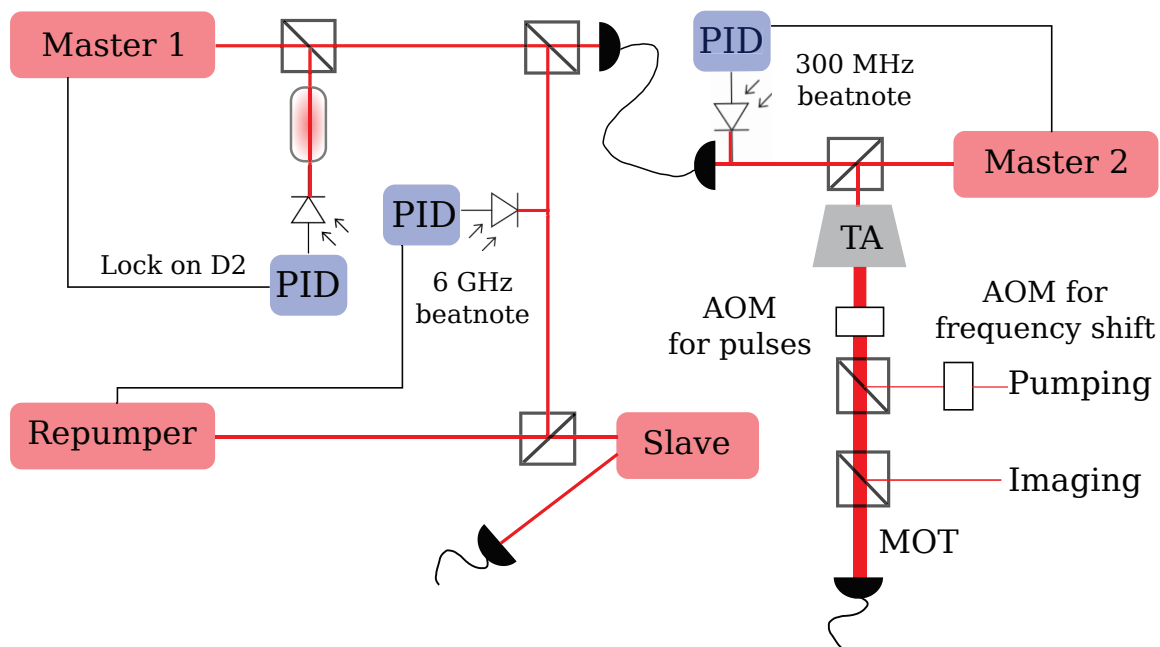 Master 1
PID
300 MHz
beatnote
Master 2
PID
TA
Lock on D2
PID
6 GHz
beatnote
AOM
for pulses
AOM for
frequency shift
Pumping
Repumper
Slave
Imaging
MOT